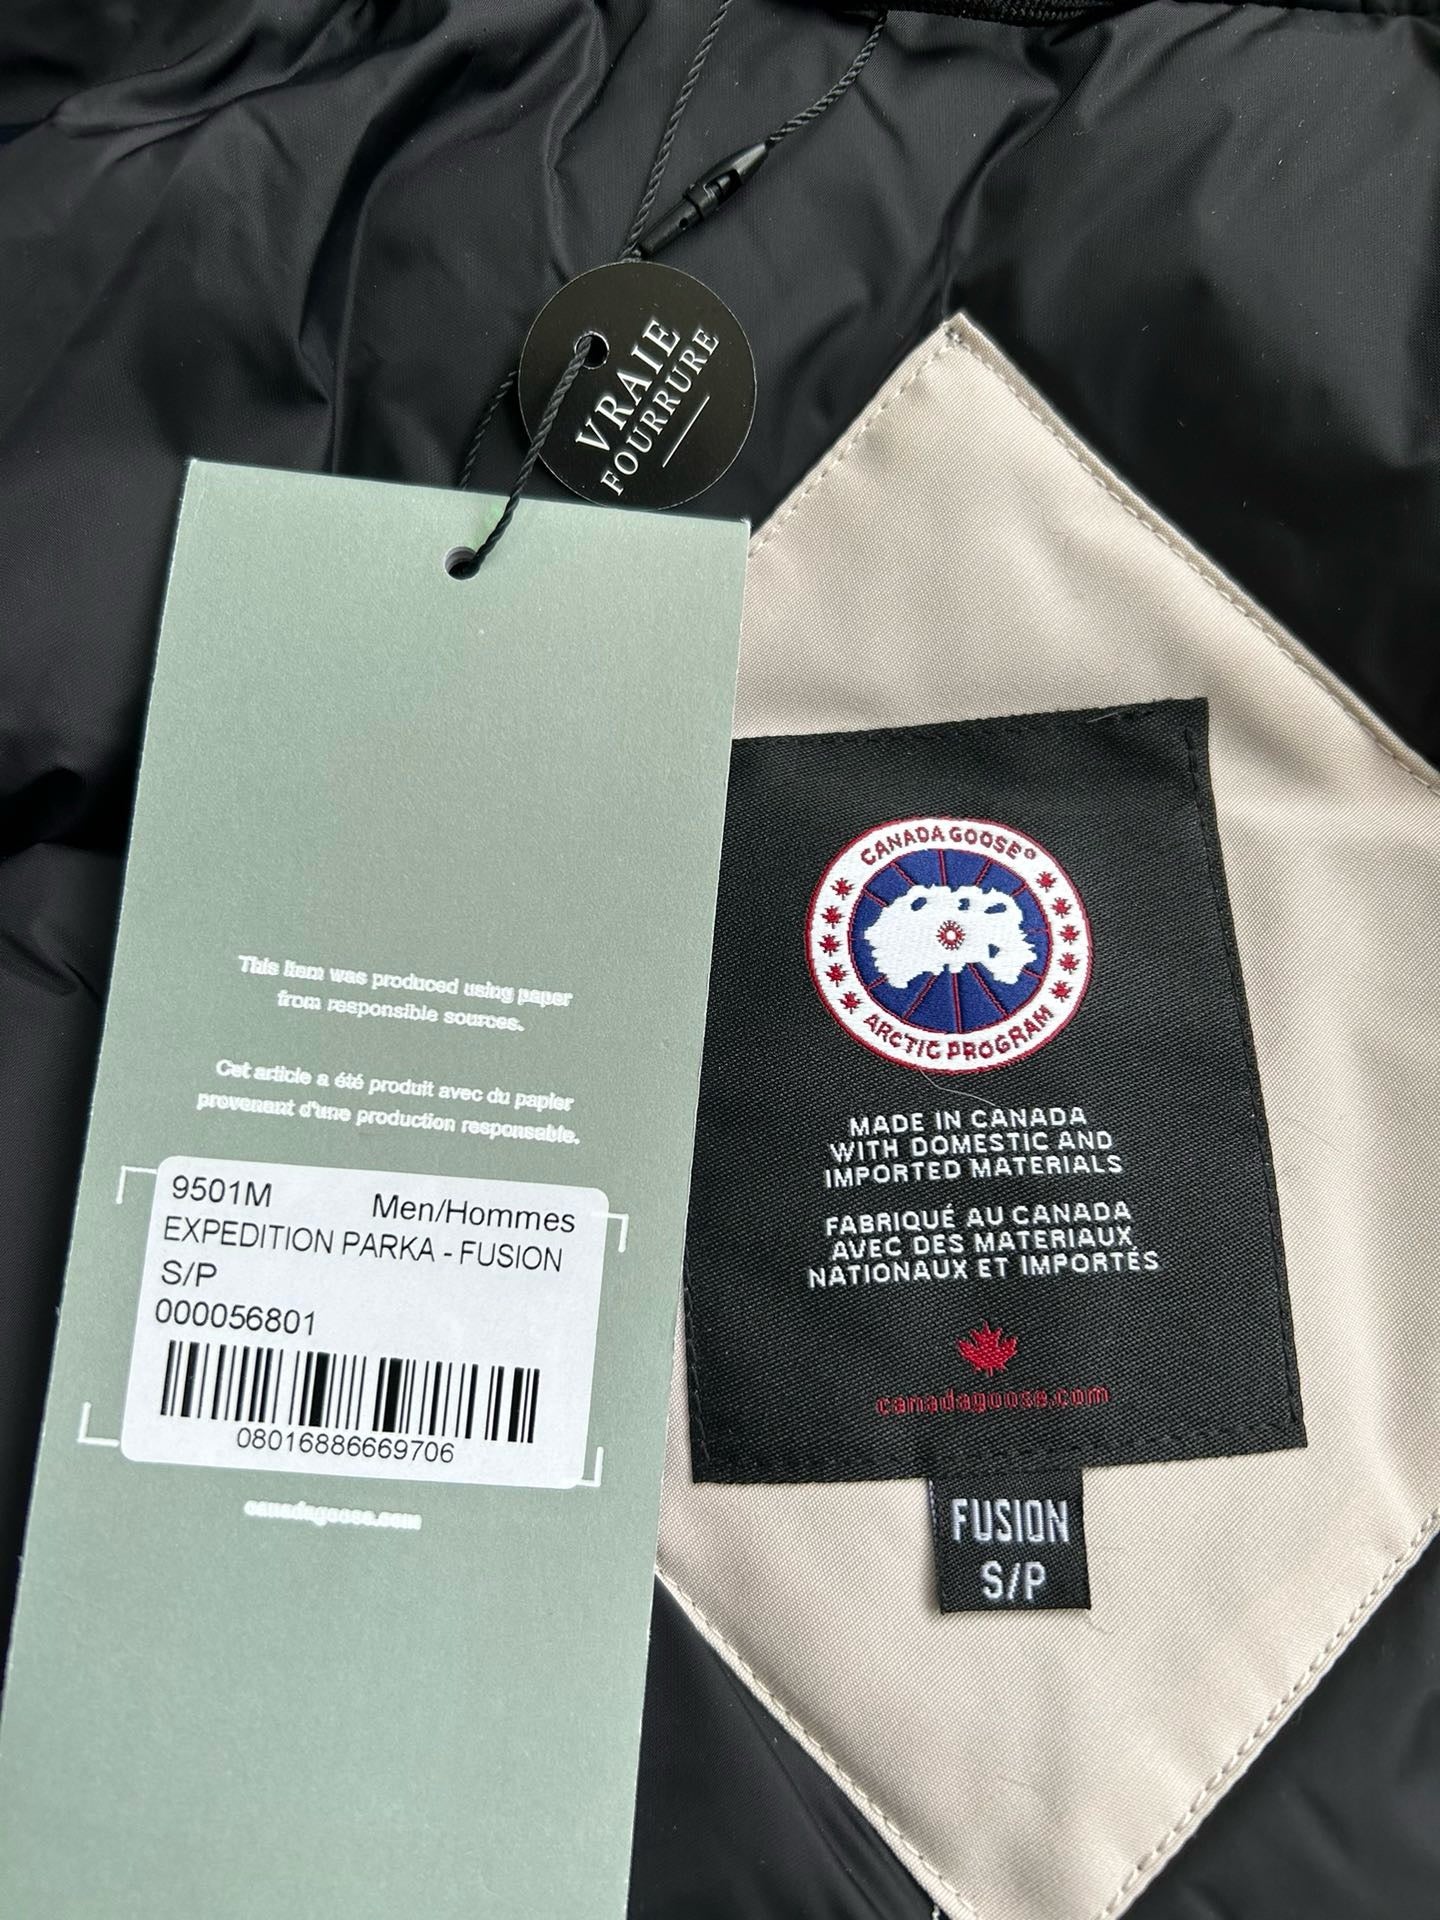 VRAIE
FOURRURE
This item was produced using paper
from responsible sources.
Cet article a été produit avec du papier
provenant d'une production responsable.
9501M Men/Hommes
EXPEDITION PARKA - FUSION
S/P
000056801
08016886669706
canadagoose.com
CANADA GOOSE®
ARCTIC PROGRAM
MADE IN CANADA
WITH DOMESTIC AND
IMPORTED MATERIALS
FABRIQUÉ AU CANADA
AVEC DES MATERIAUX
NATIONAUX ET IMPORTÉS
canadagoose.com
FUSION
S/P